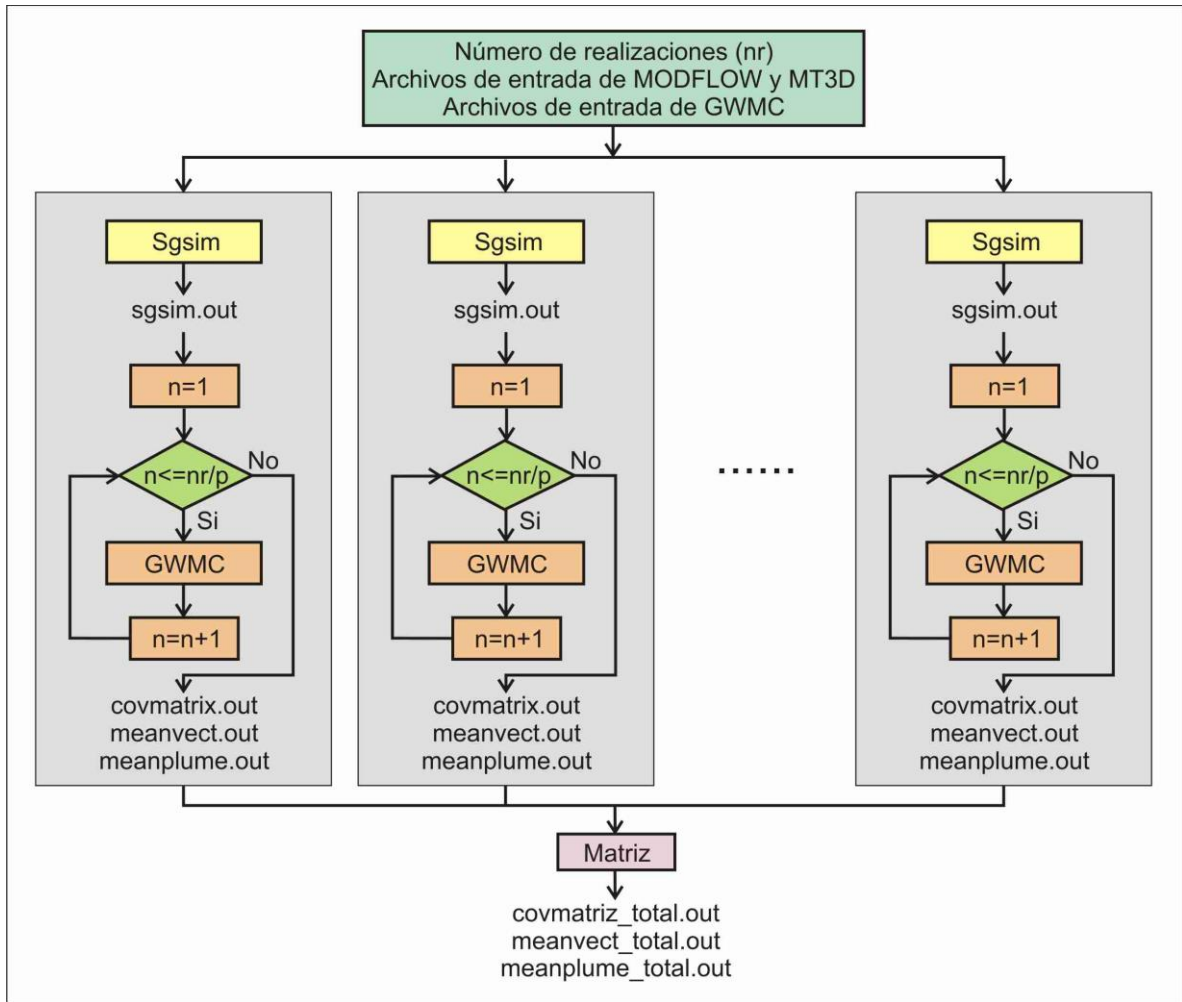 Número de realizaciones (nr)
Archivos de entrada de MODFLOW y MT3D
Archivos de entrada de GWMC
Sgsim
sgsim.out
n=1
n<=nr/p
No
Si
GWMC
n=n+1
covmatrix.out
meanvect.out
meanplume.out
Sgsim
sgsim.out
n=1
n<=nr/p
No
Si
GWMC
n=n+1
covmatrix.out
meanvect.out
meanplume.out
......
Sgsim
sgsim.out
n=1
n<=nr/p
No
Si
GWMC
n=n+1
covmatrix.out
meanvect.out
meanplume.out
Matriz
covmatriz_total.out
meanvect_total.out
meanplume_total.out